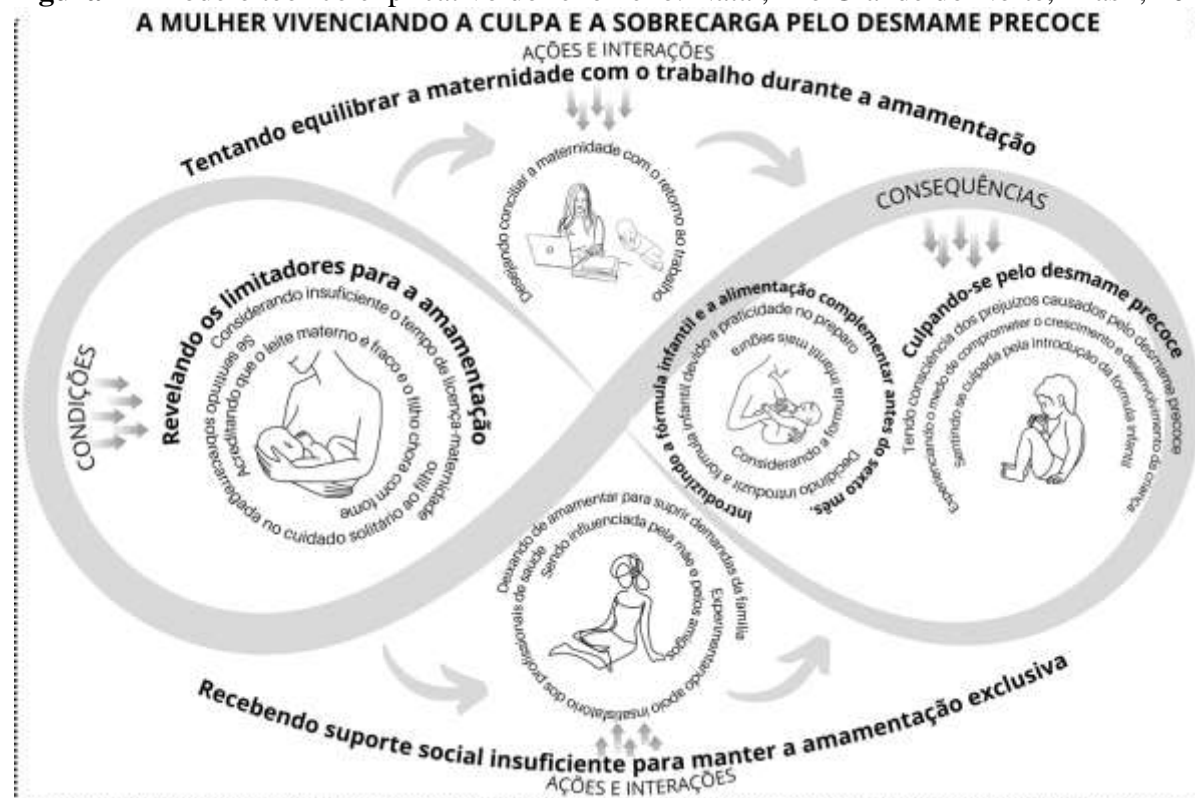 A MULHER VIVENCIANDO A CULPA E A SOBRECARGA PELO DESMAME PRECOCE
AÇÕES E INTERAÇÕES
Tentando equilibrar a maternidade com o trabalho durante a amamentação
Desejando conciliar a maternidade com o retorno ao trabalho
CONDIÇÕES
Revelando os limitadores para a amamentação
Considerando insuficiente o tempo de licença-maternidade
Se sentindo sobrecarregada no cuidado solitário ao filho
Acreditando que o leite materno é fraco e o filho chora com fome
Introduzindo a fórmula infantil e a alimentação complementar antes do sexto mês.
Decidindo introduzir a fórmula infantil devido a praticidade no preparo
Considerando a fórmula infantil mais segura
CONSEQUÊNCIAS
Culpando-se pelo desmame precoce
Tendo consciência dos prejuízos causados pelo desmame precoce
Experenciando o medo de comprometer o crescimento e desenvolvimento da criança
Sentindo-se culpada pela introdução da fórmula infantil
Deixando de amamentar para suprir demandas da família
Sendo influenciada pela mãe e pelos amigos
Experimentando apoio insatisfatório dos profissionais de saúde
Recebendo suporte social insuficiente para manter a amamentação exclusiva
AÇÕES E INTERAÇÕES